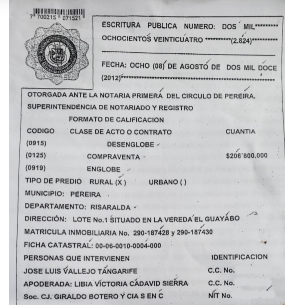 7" 700215 " 071521
ESCRITURA PUBLICA NUMERO: DOS MIL********
OCHOCIENTOS VEINTICUATRO **********(2.824)********
FECHA: OCHO (08) DE AGOSTO DE DOS MIL DOCE
(2012)****************
OTORGADA ANTE LA NOTARIA PRIMERA DEL CIRCULO DE PEREIRA.
SUPERINTENDENCIA DE NOTARIADO Y REGISTRO
FORMATO DE CALIFICACION
CODIGO CLASE DE ACTO O CONTRATO CUANTIA
(0915) DESENGLOBE
(0125) COMPRAVENTA $206'800.000
(0919) ENGLOBE
TIPO DE PREDIO RURAL (X) URBANO ( )
MUNICIPIO: PEREIRA
DEPARTAMENTO: RISARALDA
DIRECCIÓN: LOTE No.1 SITUADO EN LA VEREDA EL GUAYABO
MATRICULA INMOBILIARIA No. 290-187428 y 290-187430
FICHA CATASTRAL: 00-06-0010-0004-000
PERSONAS QUE INTERVIENEN IDENTIFICACION
JOSE LUIS VALLEJO TANGARIFE C.C. No.
APODERADA: LIBIA VICTORIA CADAVID SIERRA C.C. No.
Soc. CJ. GIRALDO BOTERO Y CIA S EN C NIT No.